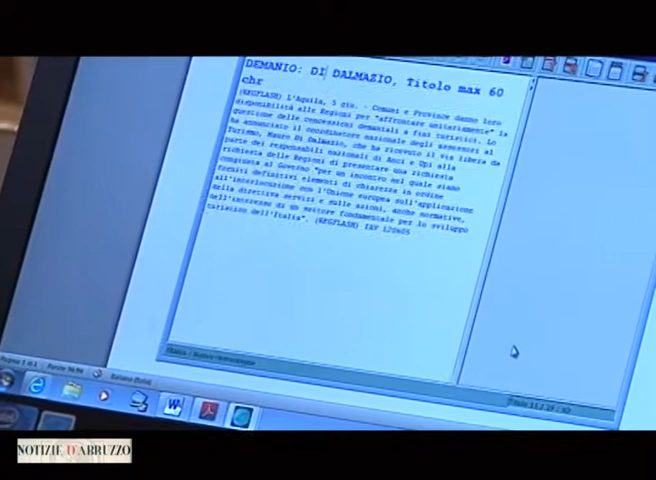 DEMANIO: DI DALMAZIO, Titolo max 60
chr
(REGFLASH) L'Aquila, 5 giu. - Comuni e Province danno loro
disponibilità alle Regioni per "affrontare unitariamente" la
questione delle concessioni demaniali a fini turistici. Lo
ha annunciato il coordinatore nazionale degli assessori al
Turismo, Mauro Di Dalmazio, che ha ricevuto il via libera da
parte dei responsabili nazionali di Anci e Upi alla
richiesta delle Regioni di presentare una richiesta
congiunta al Governo "per un incontro nel quale siano
forniti definitivi elementi di chiarezza in ordine
all'interlocuzione con l'Unione europea sull'applicazione
della direttiva servizi e sulle azioni, anche normative,
dell'interesse di un settore fondamentale per lo sviluppo
turistico dell'Italia". (REGFLASH) IAV 120605
NOTIZIE D'ABRUZZO